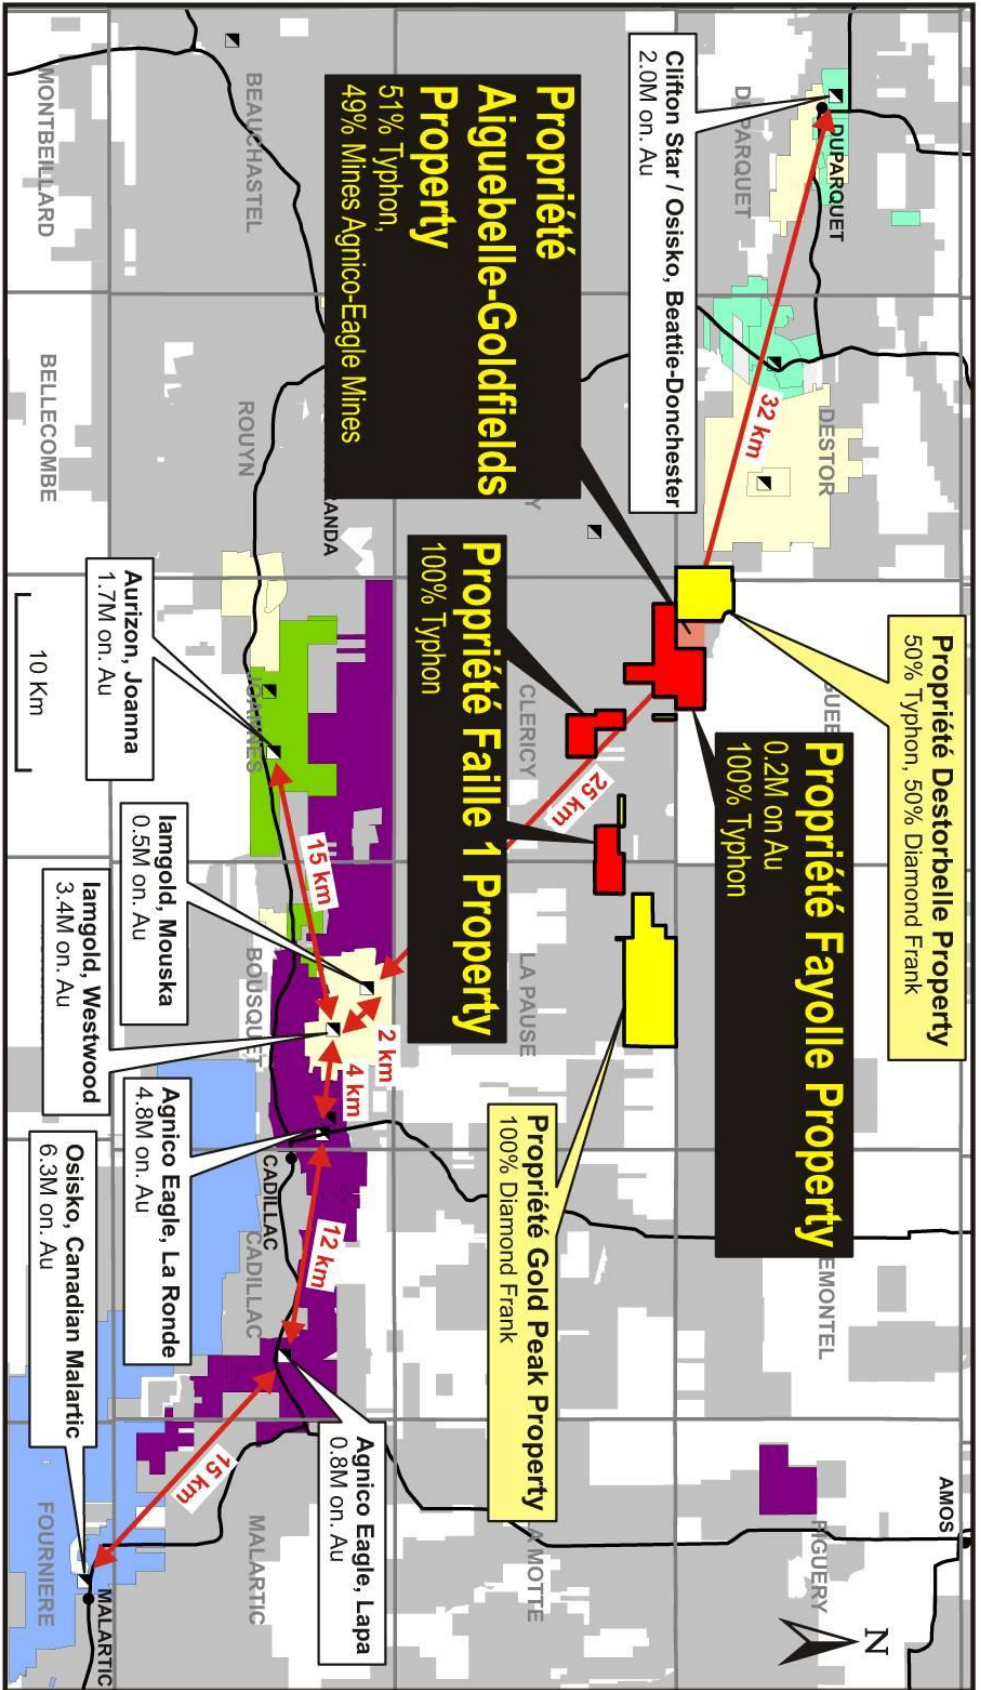 AMOS
N
Propriété Destorbelle Property
50% Typhon, 50% Diamond Frank
DUPARQUET
DESTOR
EMONTEL
FIGUERY
DUPARQUET
Propriété Fayolle Property
0.2M on Au
100% Typhon
Clifton Star / Osisko, Beattie-Donchester
2.0M on. Au
32 km
Propriété
Aiguebelle-Goldfields
Property
51% Typhon,
49% Mines Agnico-Eagle Mines
25 km
CLERICY
LA PAUSE
Propriété Gold Peak Property
100% Diamond Frank
A MOTTE
Propriété Faille 1 Property
100% Typhon
ANDA
BEAUCHASTEL
ROUYN
JOANNES
15 km
2 km
4 km
BOUSQUET
CADILLAC
12 km
CADILLAC
Agnico Eagle, Lapa
0.8M on. Au
MALARTIC
15 km
Aurizon, Joanna
1.7M on. Au
Iamgold, Mouska
0.5M on. Au
Agnico Eagle, La Ronde
4.8M on. Au
Iamgold, Westwood
3.4M on. Au
Osisko, Canadian Malartic
6.3M on. Au
MALARTIC
MONTBEILLARD
BELLECOMBE
10 Km
FOURNIERE